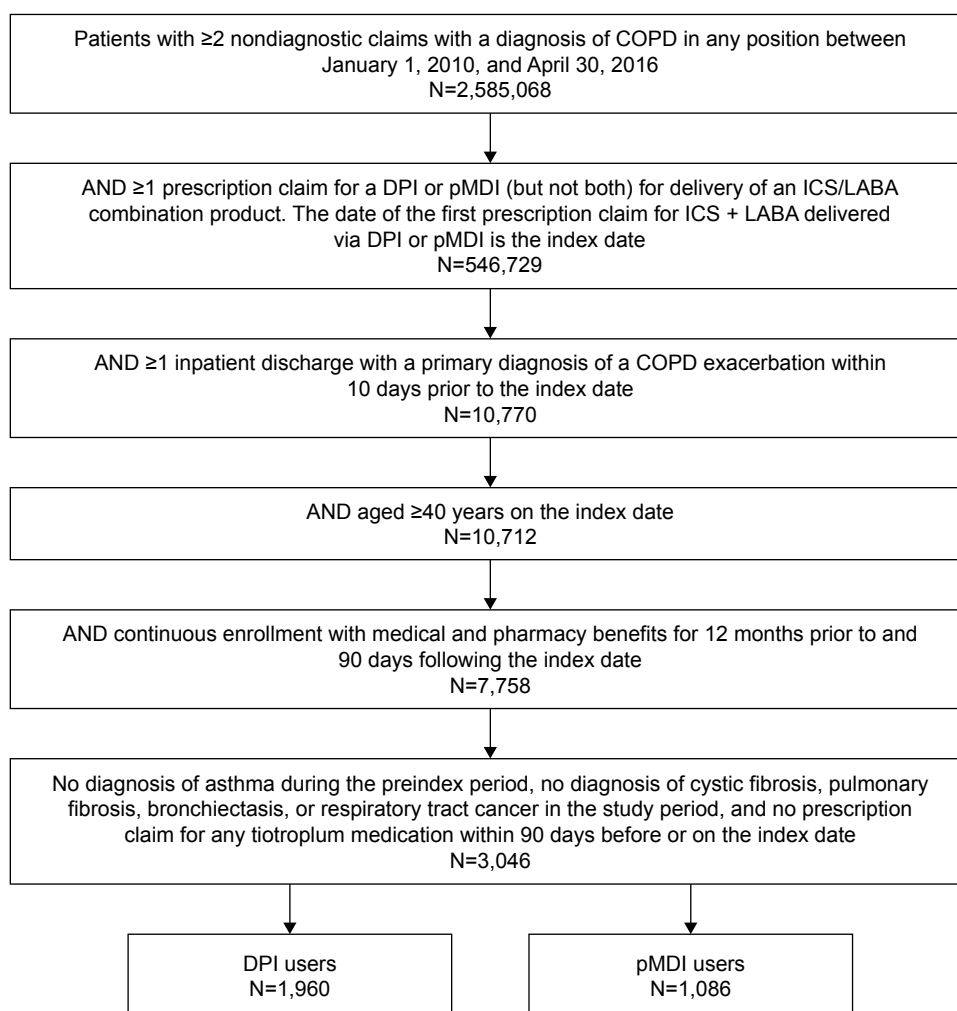 Patients with ≥2 nondiagnostic claims with a diagnosis of COPD in any position between
January 1, 2010, and April 30, 2016
N=2,585,068
AND ≥1 prescription claim for a DPI or pMDI (but not both) for delivery of an ICS/LABA
combination product. The date of the first prescription claim for ICS + LABA delivered
via DPI or pMDI is the index date
N=546,729
AND ≥1 inpatient discharge with a primary diagnosis of a COPD exacerbation within
10 days prior to the index date
N=10,770
AND aged ≥40 years on the index date
N=10,712
AND continuous enrollment with medical and pharmacy benefits for 12 months prior to and
90 days following the index date
N=7,758
No diagnosis of asthma during the preindex period, no diagnosis of cystic fibrosis, pulmonary
fibrosis, bronchiectasis, or respiratory tract cancer in the study period, and no prescription
claim for any tiotroplum medication within 90 days before or on the index date
N=3,046
DPI users
N=1,960
pMDI users
N=1,086